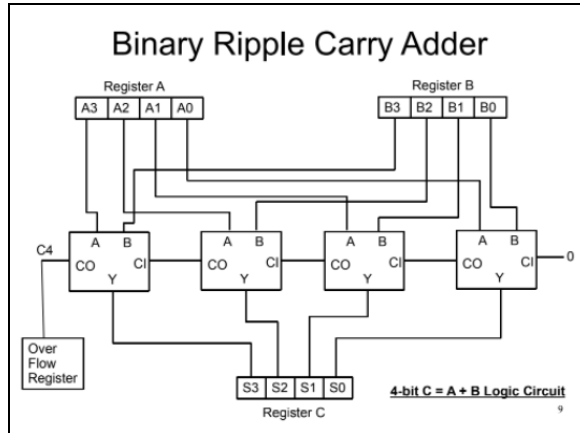 Binary Ripple Carry Adder
Register A
Register B
A3 A2 A1 A0
B3 B2 B1 B0
C4
A B
CO CI
Y
A B
CO CI
Y
A B
CO CI
Y
A B
CO CI
Y
0
Over
Flow
Register
S3 S2 S1 S0
Register C
4-bit C = A + B Logic Circuit
9